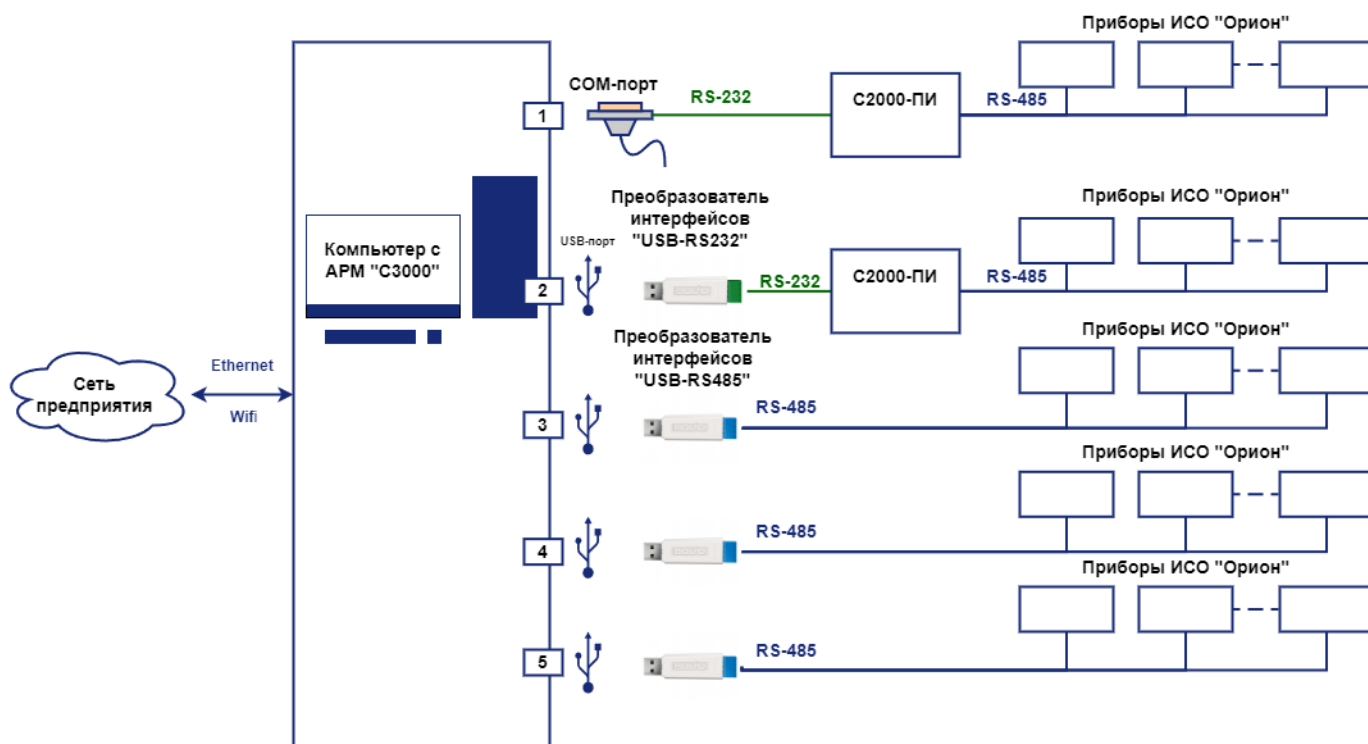 Приборы ИСО "Орион"
COM-порт
RS-232
С2000-ПИ
RS-485
1
Приборы ИСО "Орион"
Преобразователь
интерфейсов
"USB-RS232"
USB-порт
Компьютер с
АРМ "С3000"
2
RS-232
С2000-ПИ
RS-485
Приборы ИСО "Орион"
Преобразователь
интерфейсов
"USB-RS485"
Ethernet
Сеть
предприятия
Wifi
3
RS-485
Приборы ИСО "Орион"
4
RS-485
Приборы ИСО "Орион"
5
RS-485